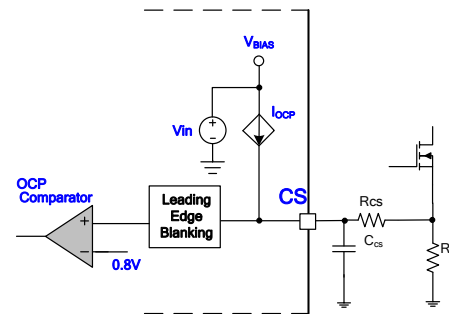 VBIAS
IOCP
Vin
OCP
Comparator
Leading
Edge
Blanking
CS
Rcs
Ccs
R
0.8V